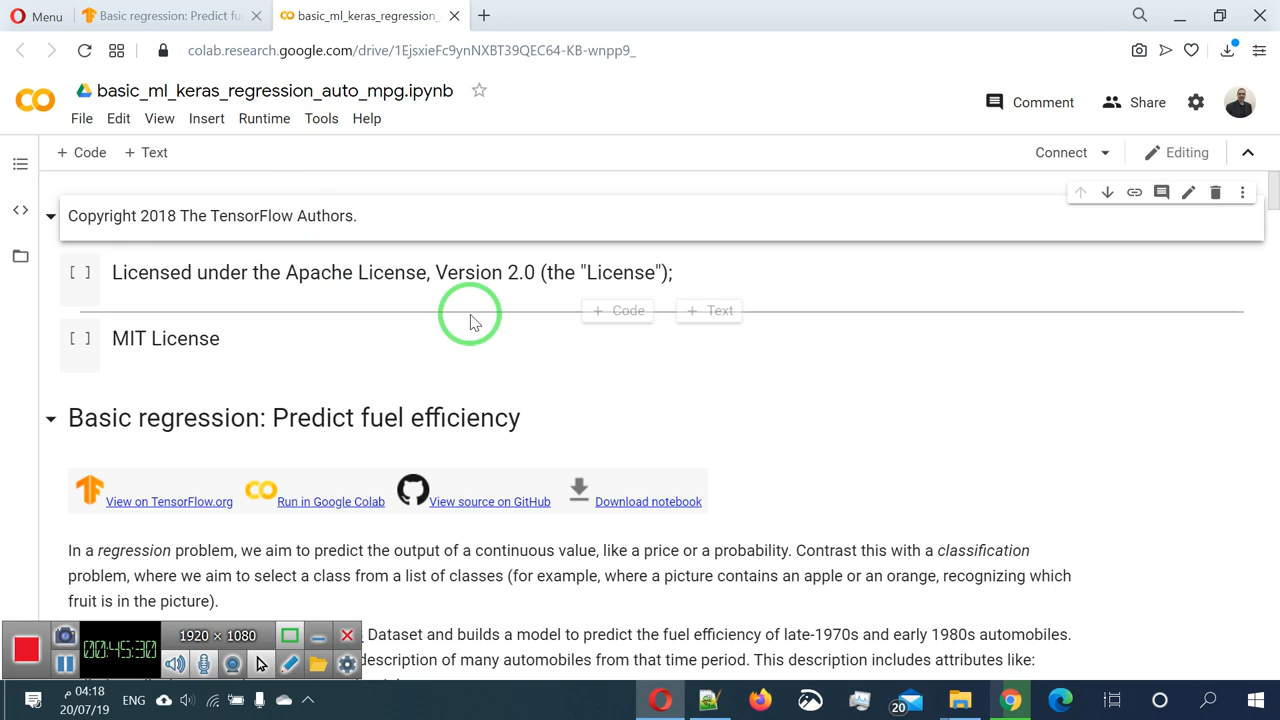 Menu
Basic regression: Predict fu
basic_ml_keras_regression_
colab.research.google.com/drive/1EjsxieFc9ynNXBT39QEC64-KB-wnpp9_
basic_ml_keras_regression_auto_mpg.ipynb
Comment
Share
File Edit View Insert Runtime Tools Help
+ Code + Text
Connect
Editing
Copyright 2018 The TensorFlow Authors.
[ ] Licensed under the Apache License, Version 2.0 (the "License");
+ Code + Text
[ ] MIT License
Basic regression: Predict fuel efficiency
View on TensorFlow.org Run in Google Colab View source on GitHub Download notebook
In a regression problem, we aim to predict the output of a continuous value, like a price or a probability. Contrast this with a classification
problem, where we aim to select a class from a list of classes (for example, where a picture contains an apple or an orange, recognizing which
fruit is in the picture).
Dataset and builds a model to predict the fuel efficiency of late-1970s and early 1980s automobiles.
description of many automobiles from that time period. This description includes attributes like:
00:45:30
1920 × 1080
04:18 م
20/07/19
ENG
20